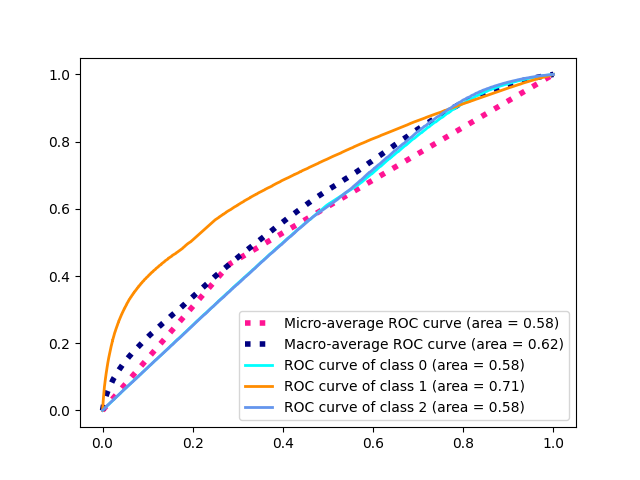 1.0
0.8
0.6
0.4
0.2
0.0
Micro-average ROC curve (area = 0.58)
Macro-average ROC curve (area = 0.62)
ROC curve of class 0 (area = 0.58)
ROC curve of class 1 (area = 0.71)
ROC curve of class 2 (area = 0.58)
0.0 0.2 0.4 0.6 0.8 1.0